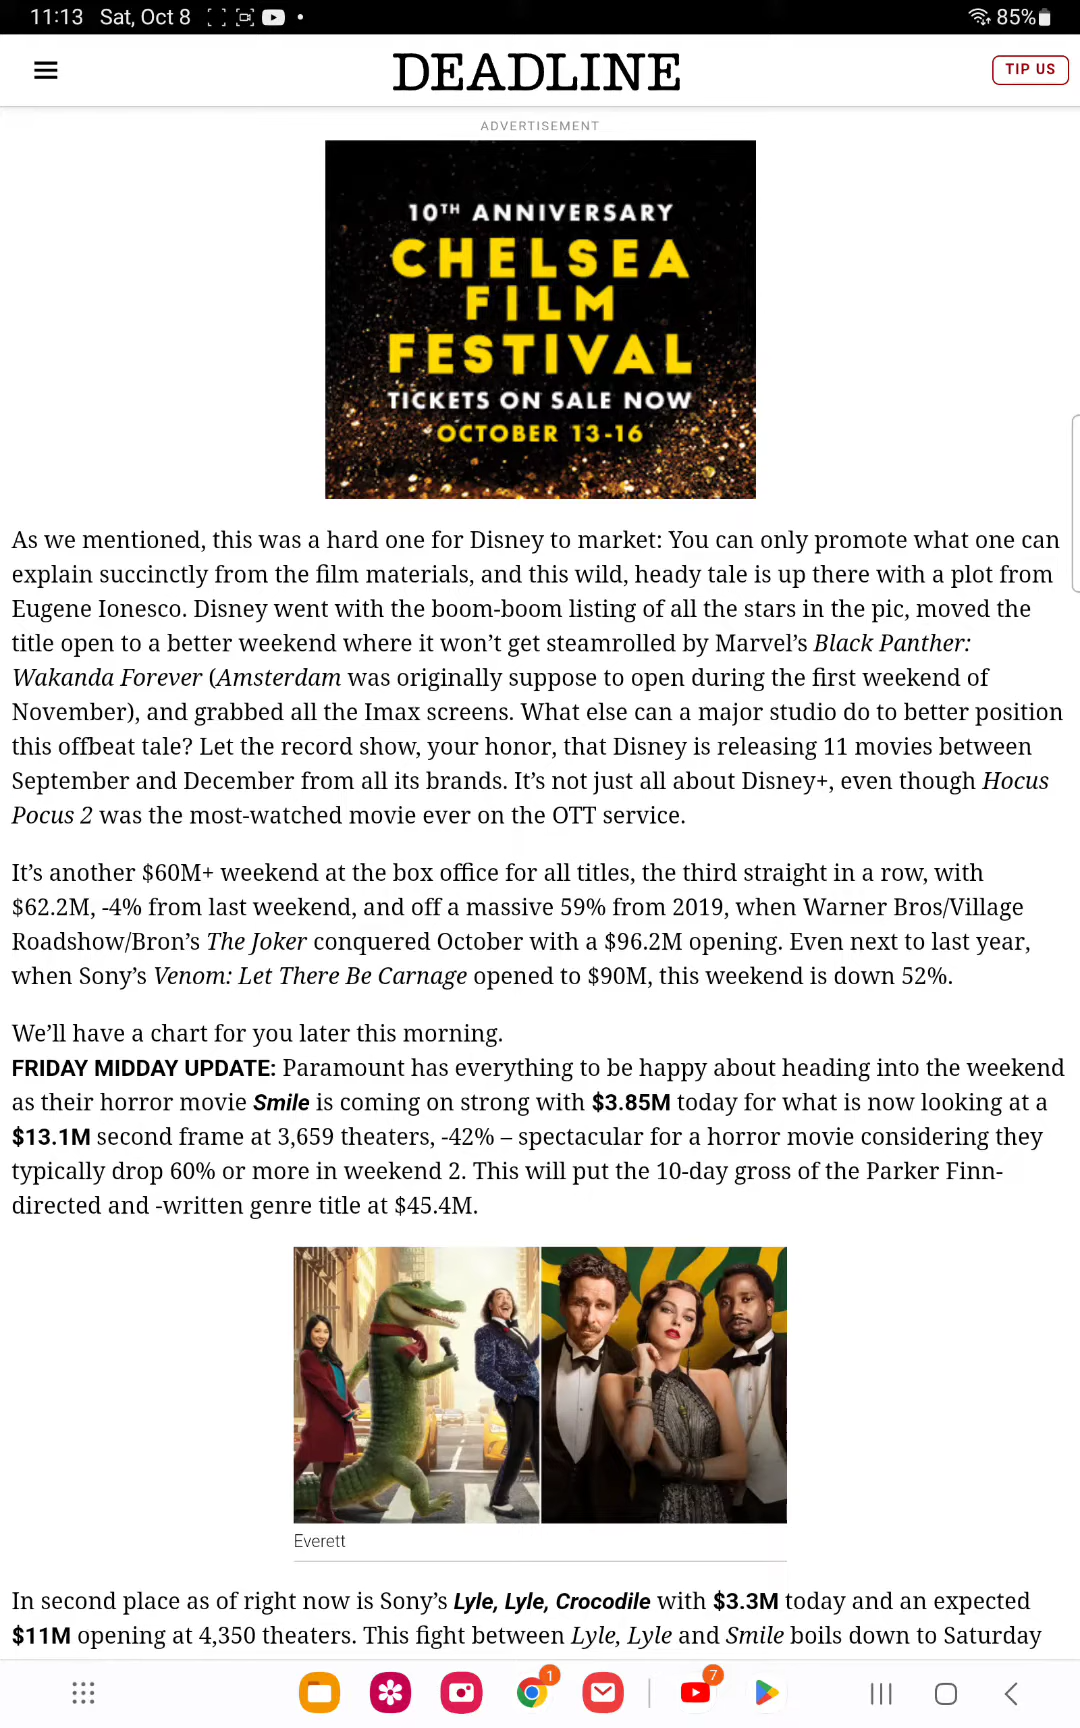 11:13 Sat, Oct 8
85%
DEADLINE
TIP US
ADVERTISEMENT
10TH ANNIVERSARY
CHELSEA
FILM
FESTIVAL
TICKETS ON SALE NOW
OCTOBER 13-16
As we mentioned, this was a hard one for Disney to market: You can only promote what one can
explain succinctly from the film materials, and this wild, heady tale is up there with a plot from
Eugene Ionesco. Disney went with the boom-boom listing of all the stars in the pic, moved the
title open to a better weekend where it won’t get steamrolled by Marvel’s Black Panther:
Wakanda Forever (Amsterdam was originally suppose to open during the first weekend of
November), and grabbed all the Imax screens. What else can a major studio do to better position
this offbeat tale? Let the record show, your honor, that Disney is releasing 11 movies between
September and December from all its brands. It’s not just all about Disney+, even though Hocus
Pocus 2 was the most-watched movie ever on the OTT service.
It’s another $60M+ weekend at the box office for all titles, the third straight in a row, with
$62.2M, -4% from last weekend, and off a massive 59% from 2019, when Warner Bros/Village
Roadshow/Bron’s The Joker conquered October with a $96.2M opening. Even next to last year,
when Sony’s Venom: Let There Be Carnage opened to $90M, this weekend is down 52%.
We’ll have a chart for you later this morning.
FRIDAY MIDDAY UPDATE: Paramount has everything to be happy about heading into the weekend
as their horror movie Smile is coming on strong with $3.85M today for what is now looking at a
$13.1M second frame at 3,659 theaters, -42% – spectacular for a horror movie considering they
typically drop 60% or more in weekend 2. This will put the 10-day gross of the Parker Finn-
directed and -written genre title at $45.4M.
Everett
In second place as of right now is Sony’s Lyle, Lyle, Crocodile with $3.3M today and an expected
$11M opening at 4,350 theaters. This fight between Lyle, Lyle and Smile boils down to Saturday
1
7